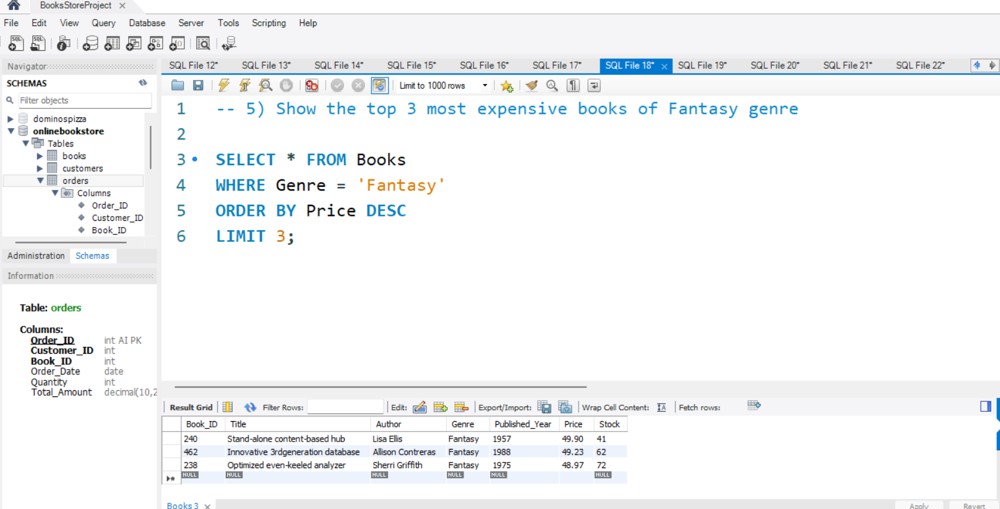 BooksStoreProject
File Edit View Query Database Server Tools Scripting Help
Navigator
SCHEMAS
Filter objects
dominospizza
onlinebookstore
Tables
books
customers
orders
Columns
Order_ID
Customer_ID
Book_ID
Administration Schemas
Information
Table: orders
Columns:
Order_ID int AI PK
Customer_ID int
Book_ID int
Order_Date date
Quantity int
Total_Amount decimal(10,2
SQL File 12* SQL File 13* SQL File 14* SQL File 15* SQL File 16* SQL File 17* SQL File 18* SQL File 19* SQL File 20* SQL File 21* SQL File 22*
Limit to 1000 rows
1 -- 5) Show the top 3 most expensive books of Fantasy genre
2
3 SELECT * FROM Books
4 WHERE Genre = 'Fantasy'
5 ORDER BY Price DESC
6 LIMIT 3;
Result Grid Filter Rows: Edit: Export/Import: Wrap Cell Content: Fetch rows:
Book_ID Title Author Genre Published_Year Price Stock
240 Stand-alone content-based hub Lisa Ellis Fantasy 1957 49.90 41
462 Innovative 3rdgeneration database Allison Contreras Fantasy 1988 49.23 62
238 Optimized even-keeled analyzer Sherri Griffith Fantasy 1975 48.97 72
NULL NULL NULL NULL NULL NULL
Books 3 Apply Revert